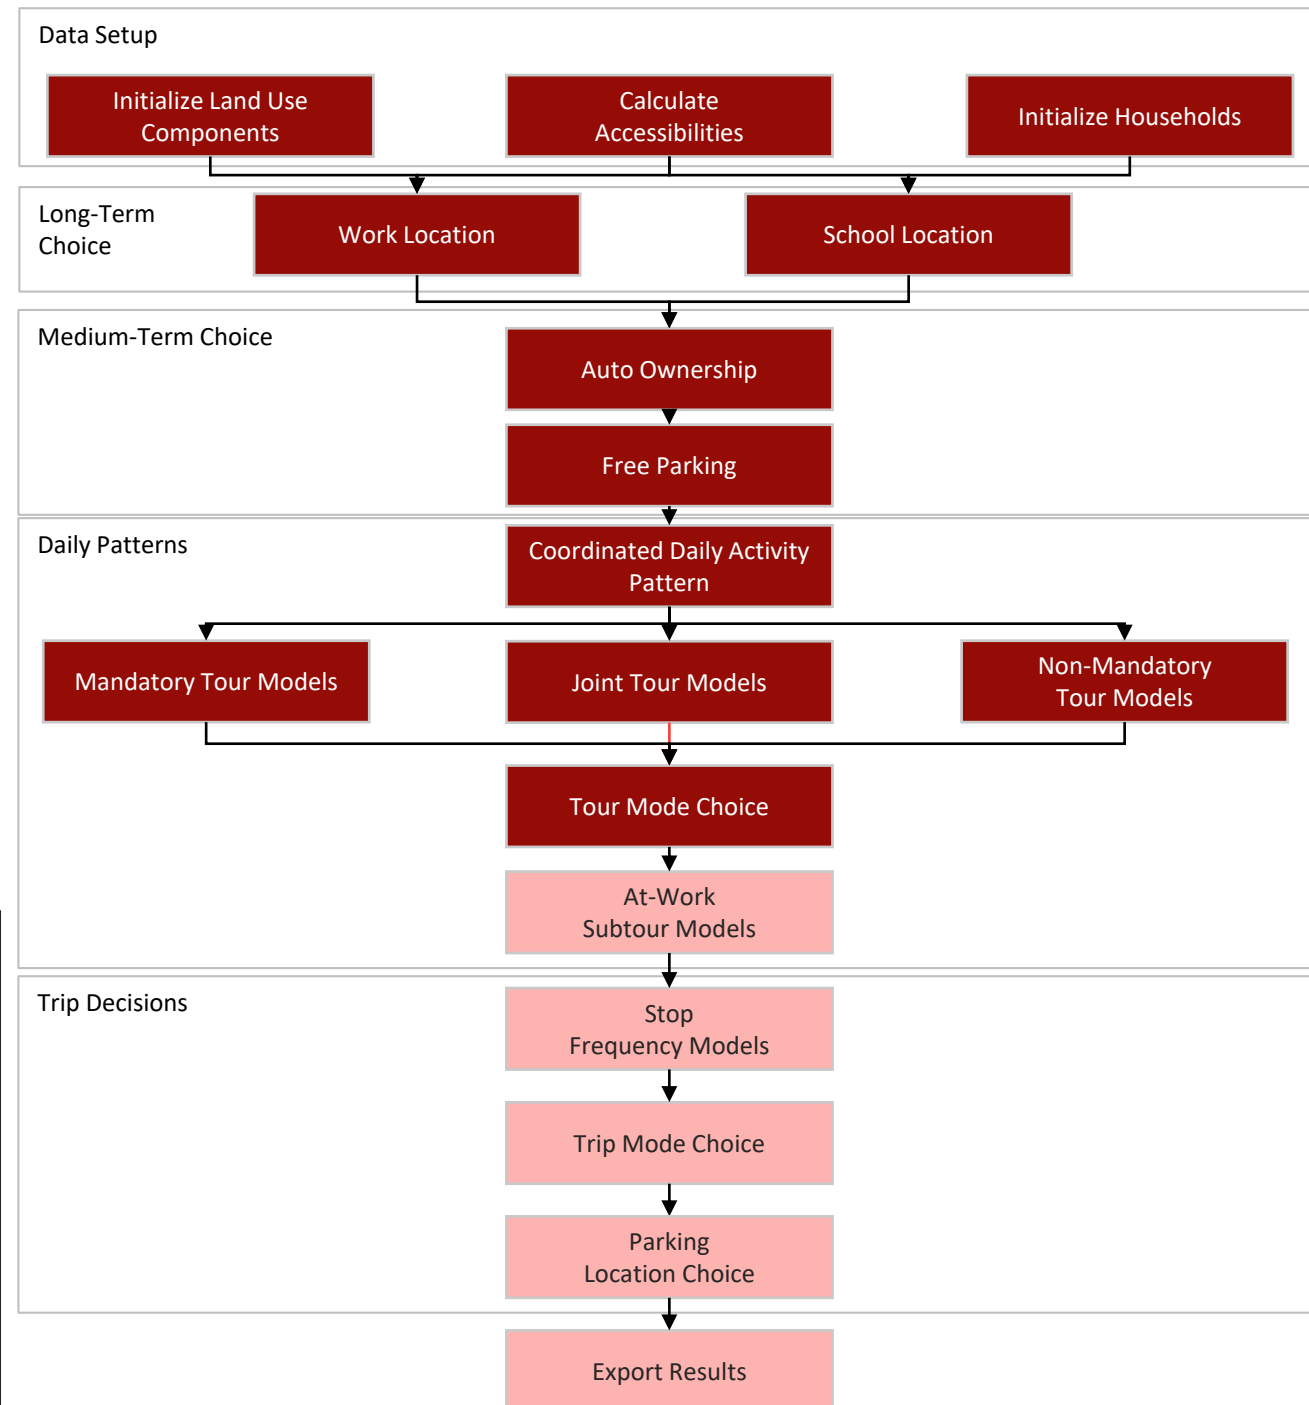 Data Setup
Initialize Land Use
Components
Calculate
Accessibilities
Initialize Households
Long-Term
Choice
Work Location
School Location
Medium-Term Choice
Auto Ownership
Free Parking
Daily Patterns
Coordinated Daily Activity
Pattern
Mandatory Tour Models
Joint Tour Models
Non-Mandatory
Tour Models
Tour Mode Choice
At-Work
Subtour Models
Trip Decisions
Stop
Frequency Models
Trip Mode Choice
Parking
Location Choice
Export Results